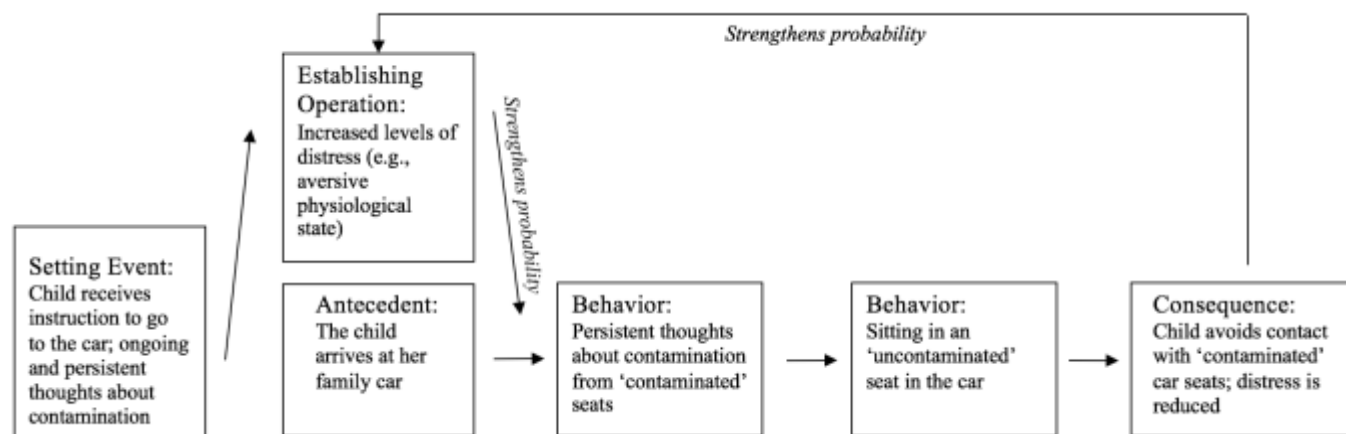 Strengthens probability
Establishing
Operation:
Increased levels of
distress (e.g.,
aversive
physiological
state)
Strengthens probability
Setting Event:
Child receives
instruction to go
to the car; ongoing
and persistent
thoughts about
contamination
Antecedent:
The child
arrives at her
family car
Behavior:
Persistent thoughts
about contamination
from ‘contaminated’
seats
Behavior:
Sitting in an
‘uncontaminated’
seat in the car
Consequence:
Child avoids contact
with ‘contaminated’
car seats; distress is
reduced